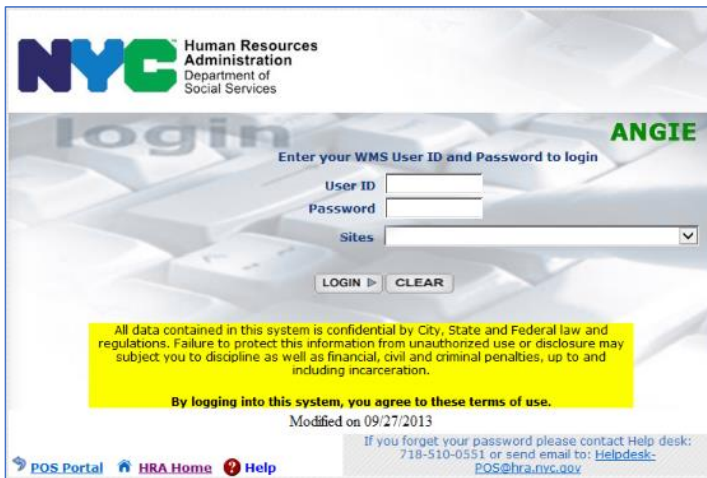 NYC
Human Resources
Administration
Department of
Social Services
login
ANGIE
Enter your WMS User ID and Password to login
User ID
Password
Sites
LOGIN
CLEAR
All data contained in this system is confidential by City, State and Federal law and
regulations. Failure to protect this information from unauthorized use or disclosure may
subject you to discipline as well as financial, civil and criminal penalties, up to and
including incarceration.
By logging into this system, you agree to these terms of use.
Modified on 09/27/2013
If you forget your password please contact Help desk:
718-510-0551 or send email to: Helpdesk-
POS@hra.nyc.gov
POS Portal HRA Home ? Help